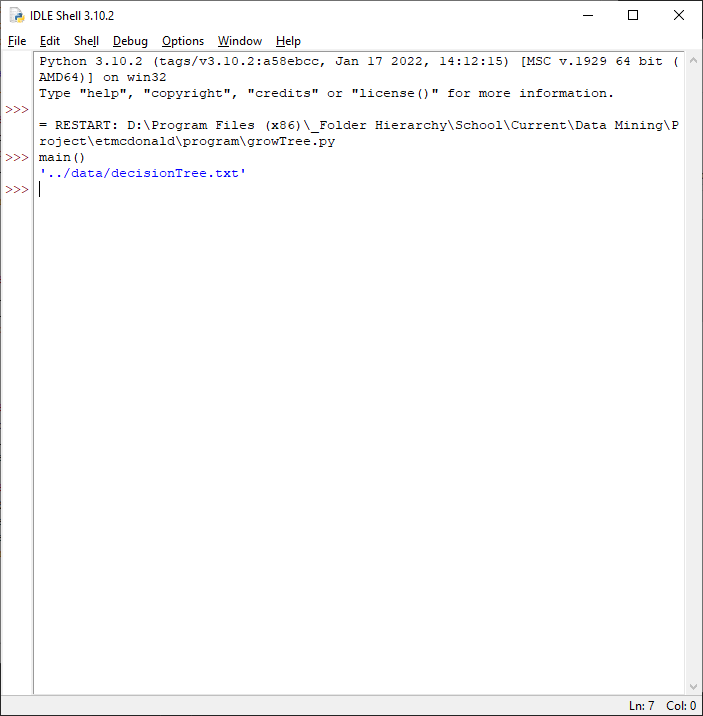 IDLE Shell 3.10.2
File Edit Shell Debug Options Window Help
Python 3.10.2 (tags/v3.10.2:a58ebcc, Jan 17 2022, 14:12:15) [MSC v.1929 64 bit (
AMD64)] on win32
Type "help", "copyright", "credits" or "license()" for more information.
>>>
= RESTART: D:\Program Files (x86)\_Folder Hierarchy\School\Current\Data Mining\P
roject\etmcdonald\program\growTree.py
>>> main()
'../data/decisionTree.txt'
>>>
Ln: 7 Col: 0